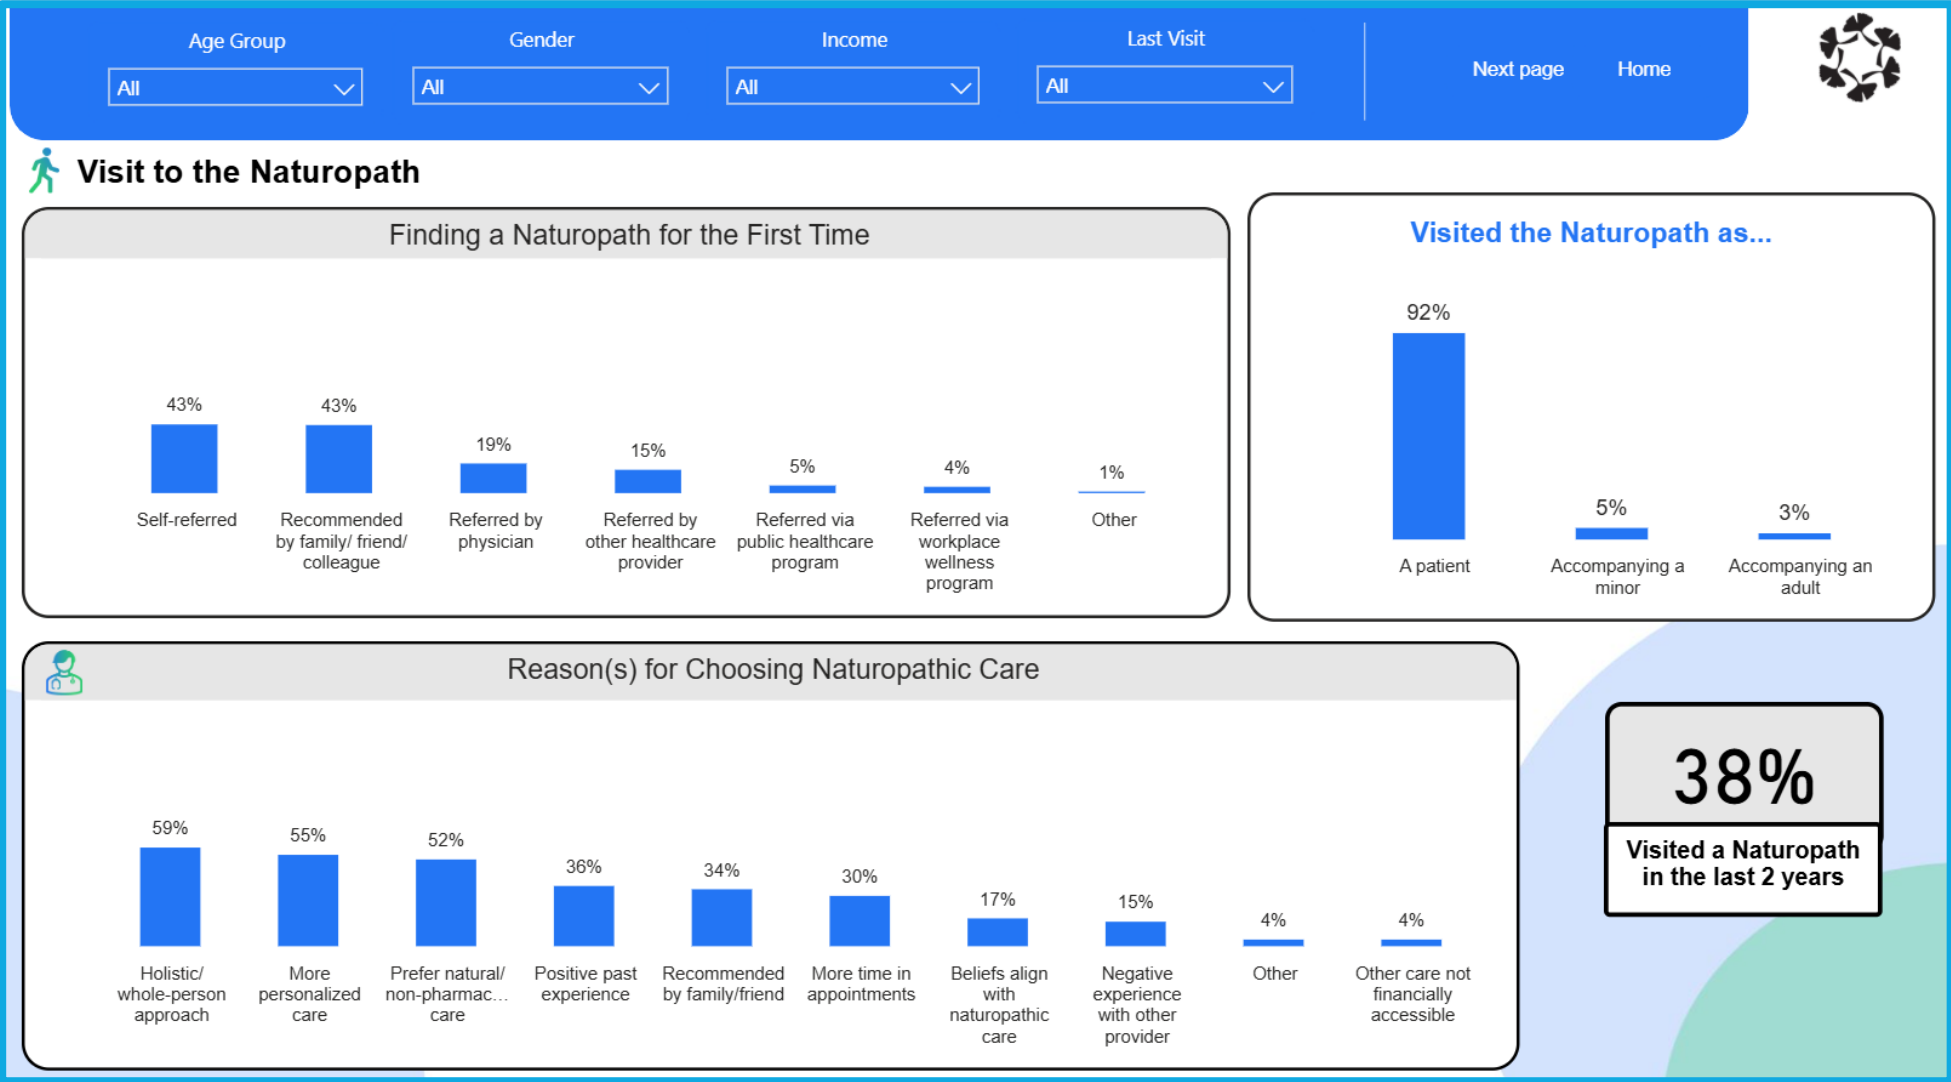 Age Group
All
Gender
All
Income
All
Last Visit
All
Next page
Home
Visit to the Naturopath
Finding a Naturopath for the First Time
43%
43%
19%
15%
5%
4%
1%
Self-referred
Recommended
by family/ friend/
colleague
Referred by
physician
Referred by
other healthcare
provider
Referred via
public healthcare
program
Referred via
workplace
wellness
program
Other
Visited the Naturopath as...
92%
5%
3%
A patient
Accompanying a
minor
Accompanying an
adult
Reason(s) for Choosing Naturopathic Care
59%
55%
52%
36%
34%
30%
17%
15%
4%
4%
Holistic/
whole-person
approach
More
personalized
care
Prefer natural/
non-pharmac...
care
Positive past
experience
Recommended
by family/friend
More time in
appointments
Beliefs align
with
naturopathic
care
Negative
experience
with other
provider
Other
Other care not
financially
accessible
38%
Visited a Naturopath
in the last 2 years